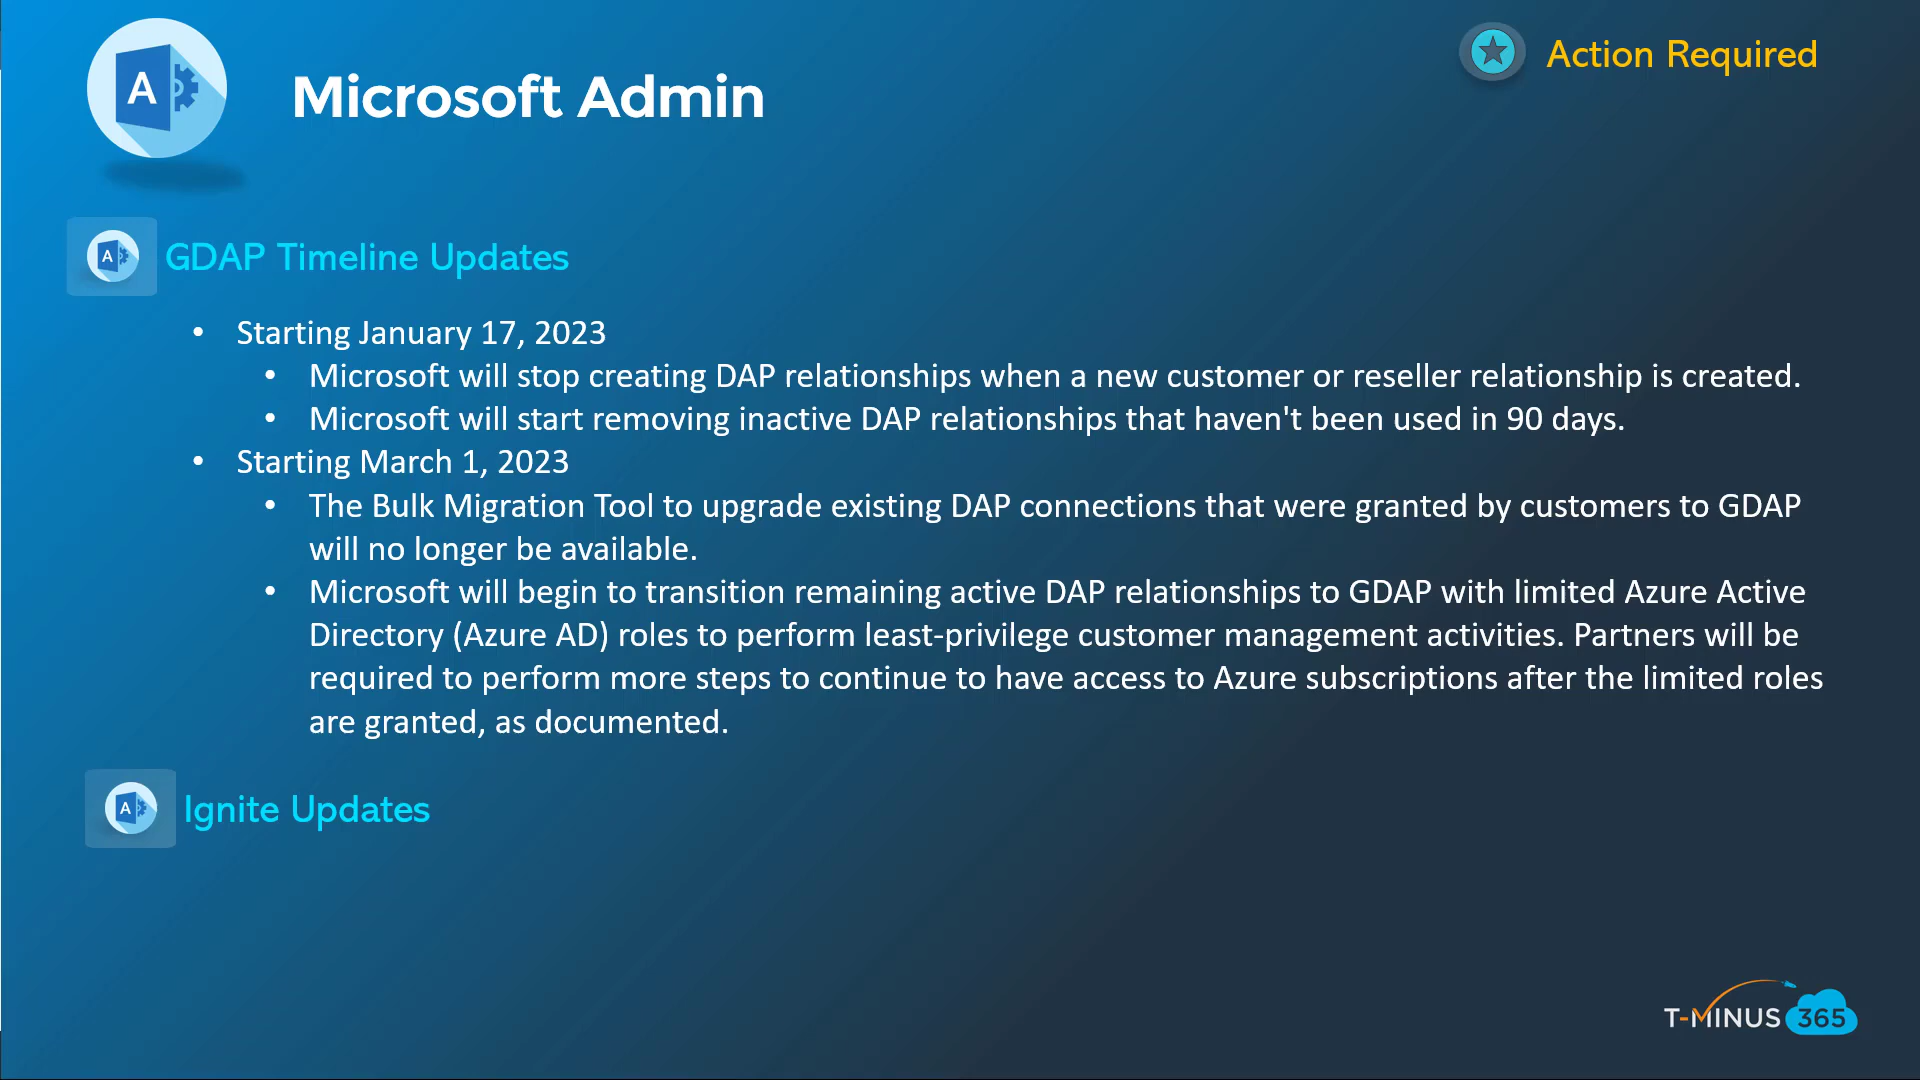 A
Microsoft Admin
Action Required
A
GDAP Timeline Updates
• Starting January 17, 2023
• Microsoft will stop creating DAP relationships when a new customer or reseller relationship is created.
• Microsoft will start removing inactive DAP relationships that haven't been used in 90 days.
• Starting March 1, 2023
• The Bulk Migration Tool to upgrade existing DAP connections that were granted by customers to GDAP
will no longer be available.
• Microsoft will begin to transition remaining active DAP relationships to GDAP with limited Azure Active
Directory (Azure AD) roles to perform least-privilege customer management activities. Partners will be
required to perform more steps to continue to have access to Azure subscriptions after the limited roles
are granted, as documented.
A
Ignite Updates
T-MINUS 365